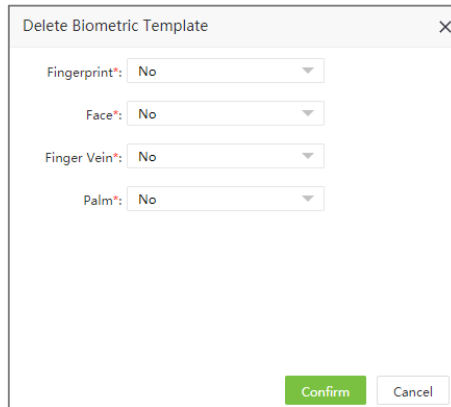 Delete Biometric Template
Fingerprint*: No
Face*: No
Finger Vein*: No
Palm*: No
Confirm Cancel